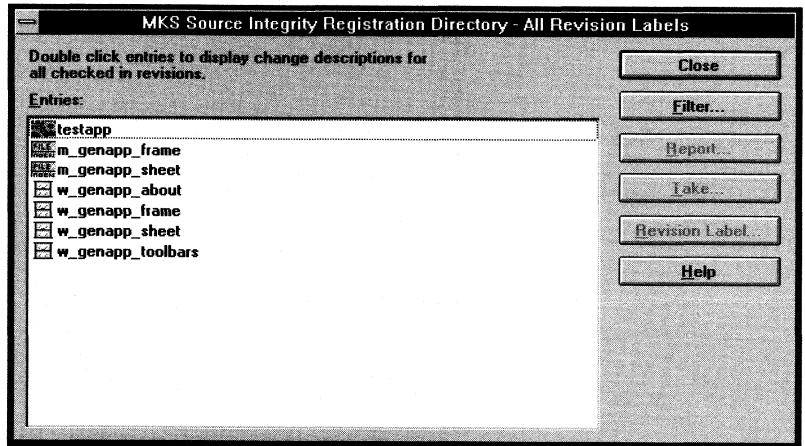 MKS Source Integrity Registration Directory - All Revision Labels
Double click entries to display change descriptions for
all checked in revisions.
Entries:
testapp
m_genapp_frame
m_genapp_sheet
w_genapp_about
w_genapp_frame
w_genapp_sheet
w_genapp_toolbars
Close
Filter...
Report...
Take...
Revision Label...
Help